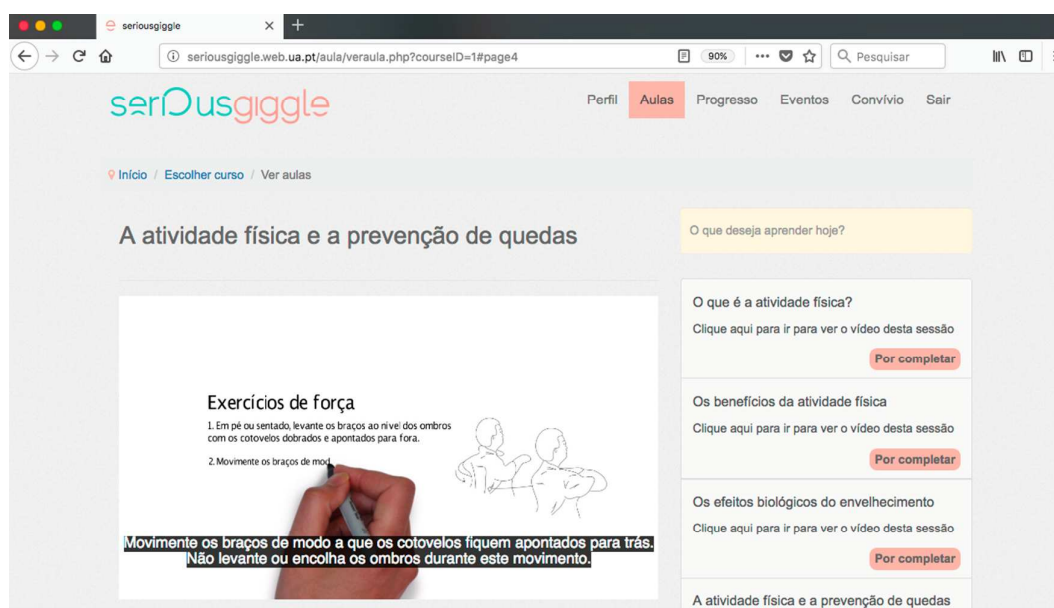 seriousgiggle
seriousgiggle.web.ua.pt/aula/veraula.php?courseID=1#page4
90%
Pesquisar
seriousgiggle
Perfil
Aulas
Progresso
Eventos
Convívio
Sair
Início / Escolher curso / Ver aulas
A atividade física e a prevenção de quedas
Exercícios de força
1. Em pé ou sentado, levante os braços ao nivel dos ombros
com os cotovelos dobrados e apontados para fora.
2. Movimente os braços de mod
Movimente os braços de modo a que os cotovelos fiquem apontados para trás.
Não levante ou encolha os ombros durante este movimento.
O que deseja aprender hoje?
O que é a atividade física?
Clique aqui para ir para ver o vídeo desta sessão
Por completar
Os benefícios da atividade física
Clique aqui para ir para ver o vídeo desta sessão
Por completar
Os efeitos biológicos do envelhecimento
Clique aqui para ir para ver o vídeo desta sessão
Por completar
A atividade física e a prevenção de quedas